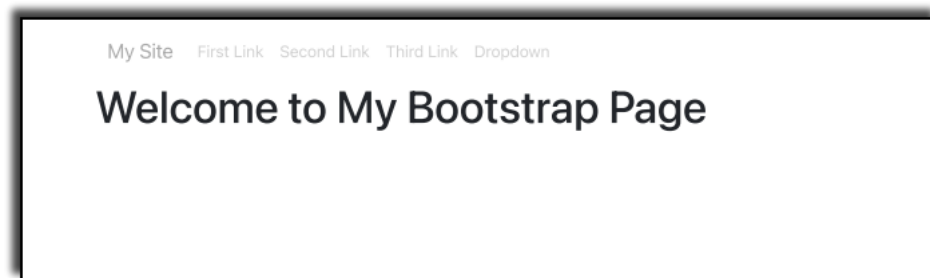 My Site First Link Second Link Third Link Dropdown
Welcome to My Bootstrap Page